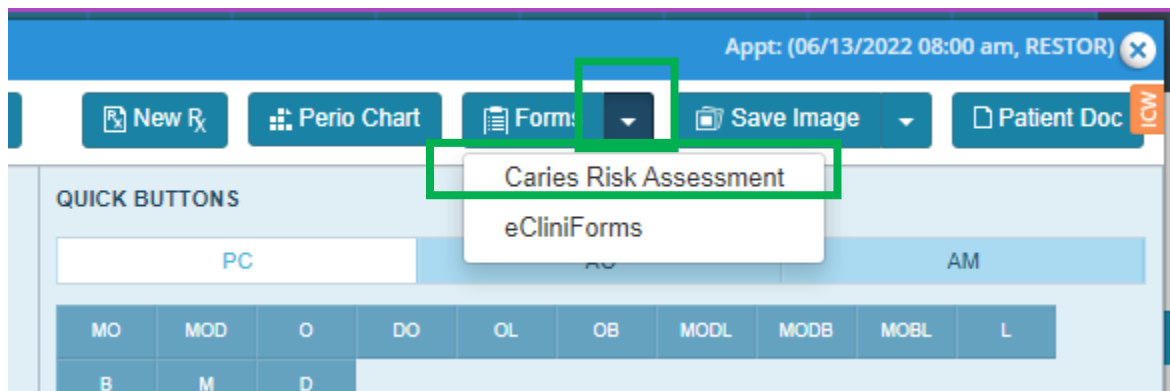 Appt: (06/13/2022 08:00 am, RESTOR)
New Rx
Perio Chart
Forms
Save Image
Patient Doc
ICW
Caries Risk Assessment
eCliniForms
QUICK BUTTONS
PC
AM
MO MOD O DO OL OB MODL MODB MOBL L
B M D